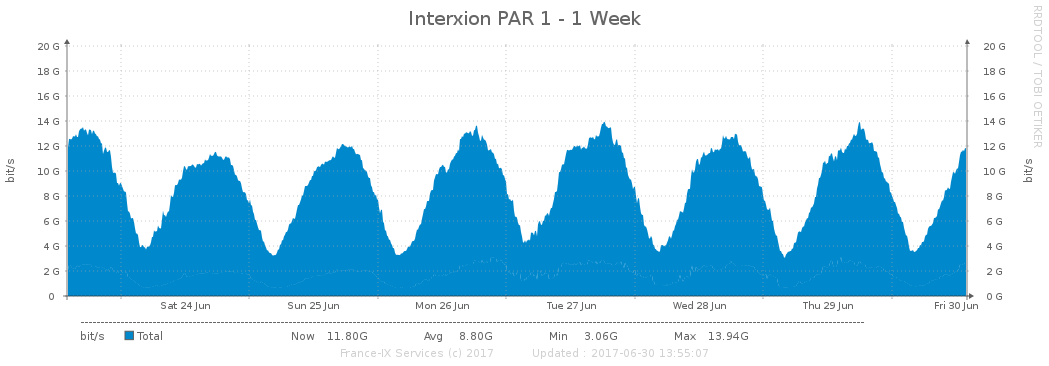 Interxion PAR 1 - 1 Week
RRDTOOL / TOBI OETIKER
20 G 20 G
18 G 18 G
16 G 16 G
14 G 14 G
12 G 12 G
10 G 10 G
8 G 8 G
6 G 6 G
4 G 4 G
2 G 2 G
0 0 G
bit/s bit/s
Sat 24 Jun Sun 25 Jun Mon 26 Jun Tue 27 Jun Wed 28 Jun Thu 29 Jun Fri 30 Jun
bit/s Total Now 11.80G Avg 8.80G Min 3.06G Max 13.94G
France-IX Services (c) 2017 Updated : 2017-06-30 13:55:07